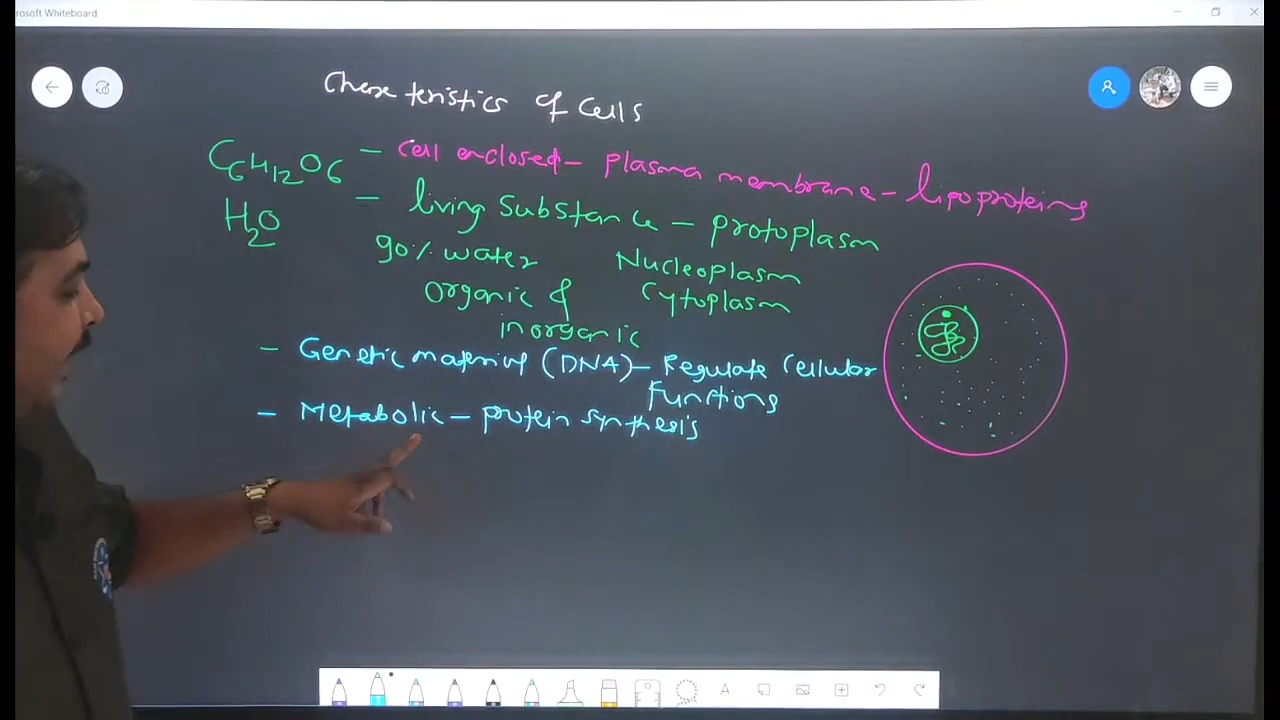 rosoft Whiteboard
Characteristics of Cells
C6H12O6
H2O
- Cell enclosed - plasma membrane - lipoproteins
- living substance - protoplasm
90% water
Nucleoplasm
Organic &
Cytoplasm
inorganic
- Genetic material (DNA) - Regulate Cellular
Functions
- Metabolic - protein synthesis